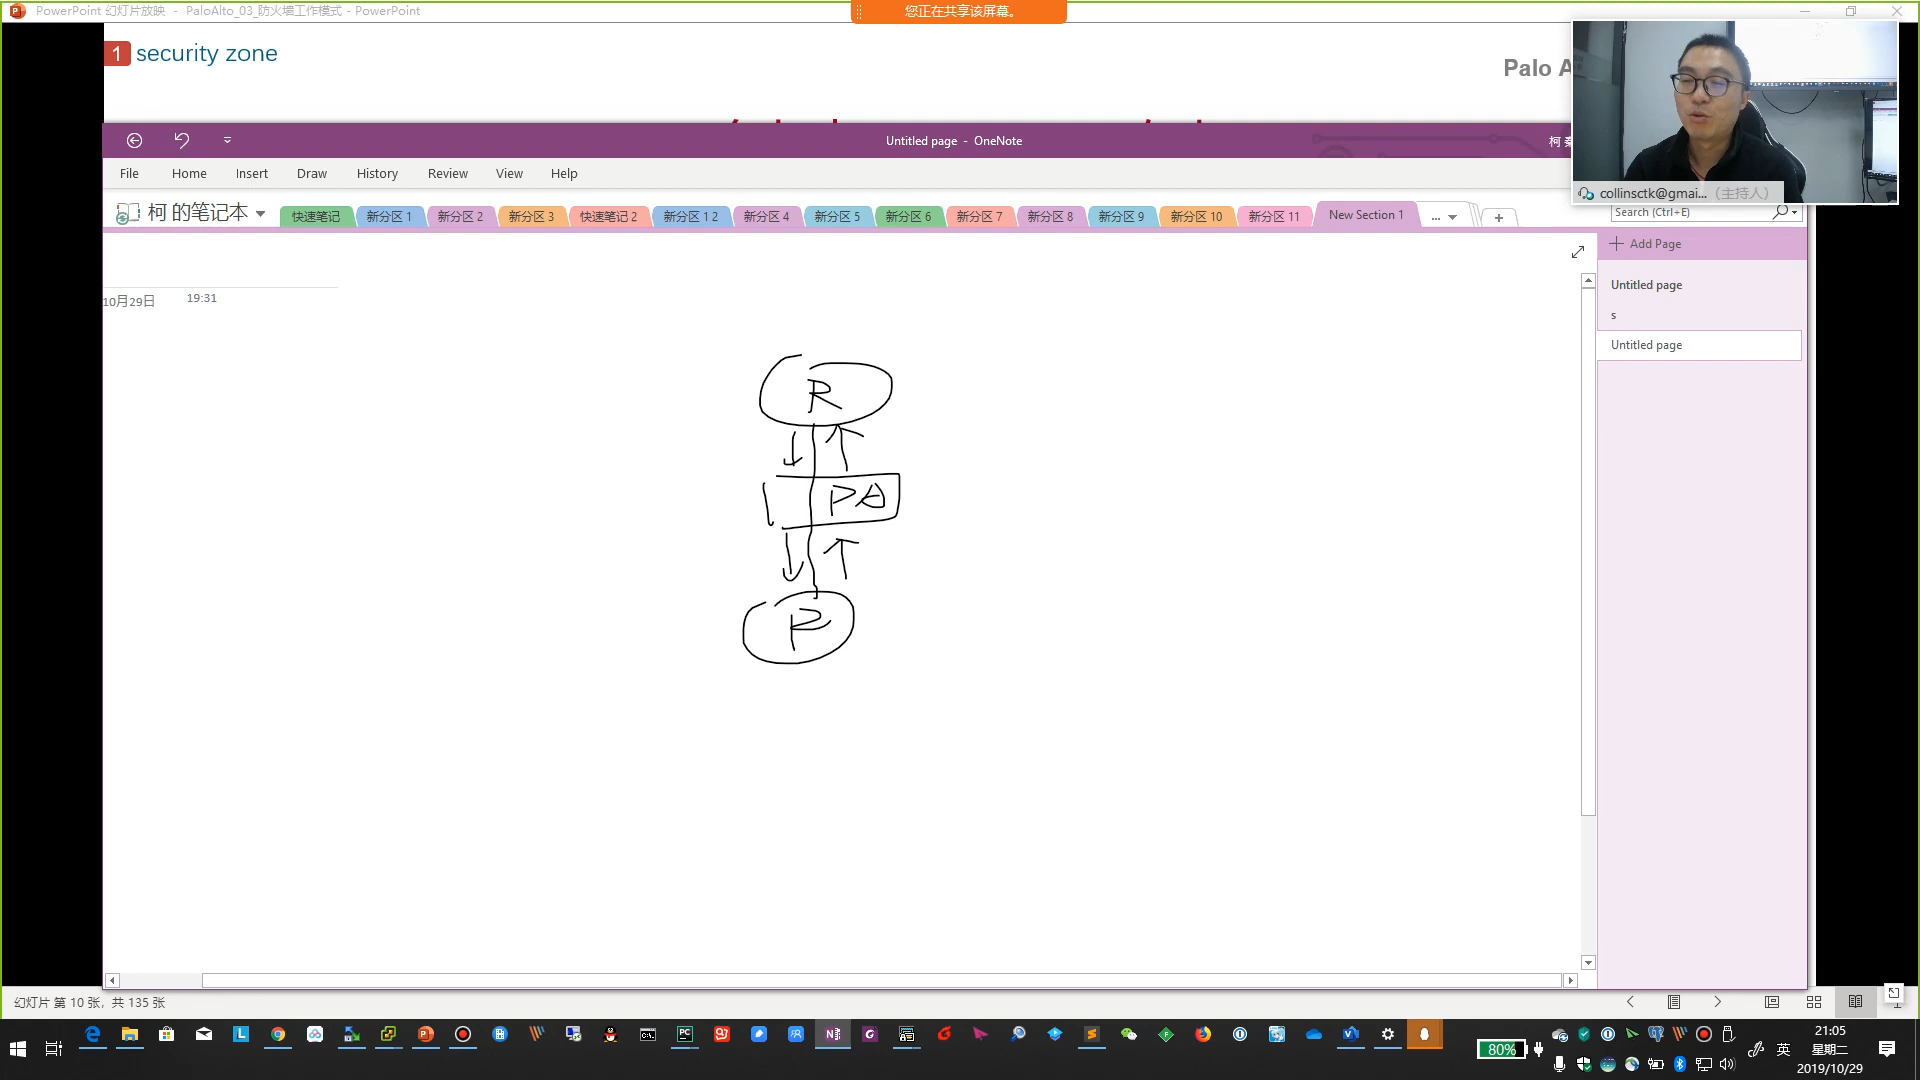 PowerPoint 幻灯片放映 - PaloAlto_03_防火墙工作模式 - PowerPoint
您正在共享该屏幕。
1 security zone
Palo A
Untitled page - OneNote
柯
File Home Insert Draw History Review View Help
collinsctk@gmai... （主持人）
柯 的笔记本 快速笔记 新分区 1 新分区 2 新分区 3 快速笔记 2 新分区 1 2 新分区 4 新分区 5 新分区 6 新分区 7 新分区 8 新分区 9 新分区 10 新分区 11 New Section 1 ... +
Search (Ctrl+E)
Add Page
Untitled page
s
Untitled page
10月29日 19:31
R
PA
R
幻灯片 第 10 张，共 135 张
80%
英
21:05
星期二
2019/10/29